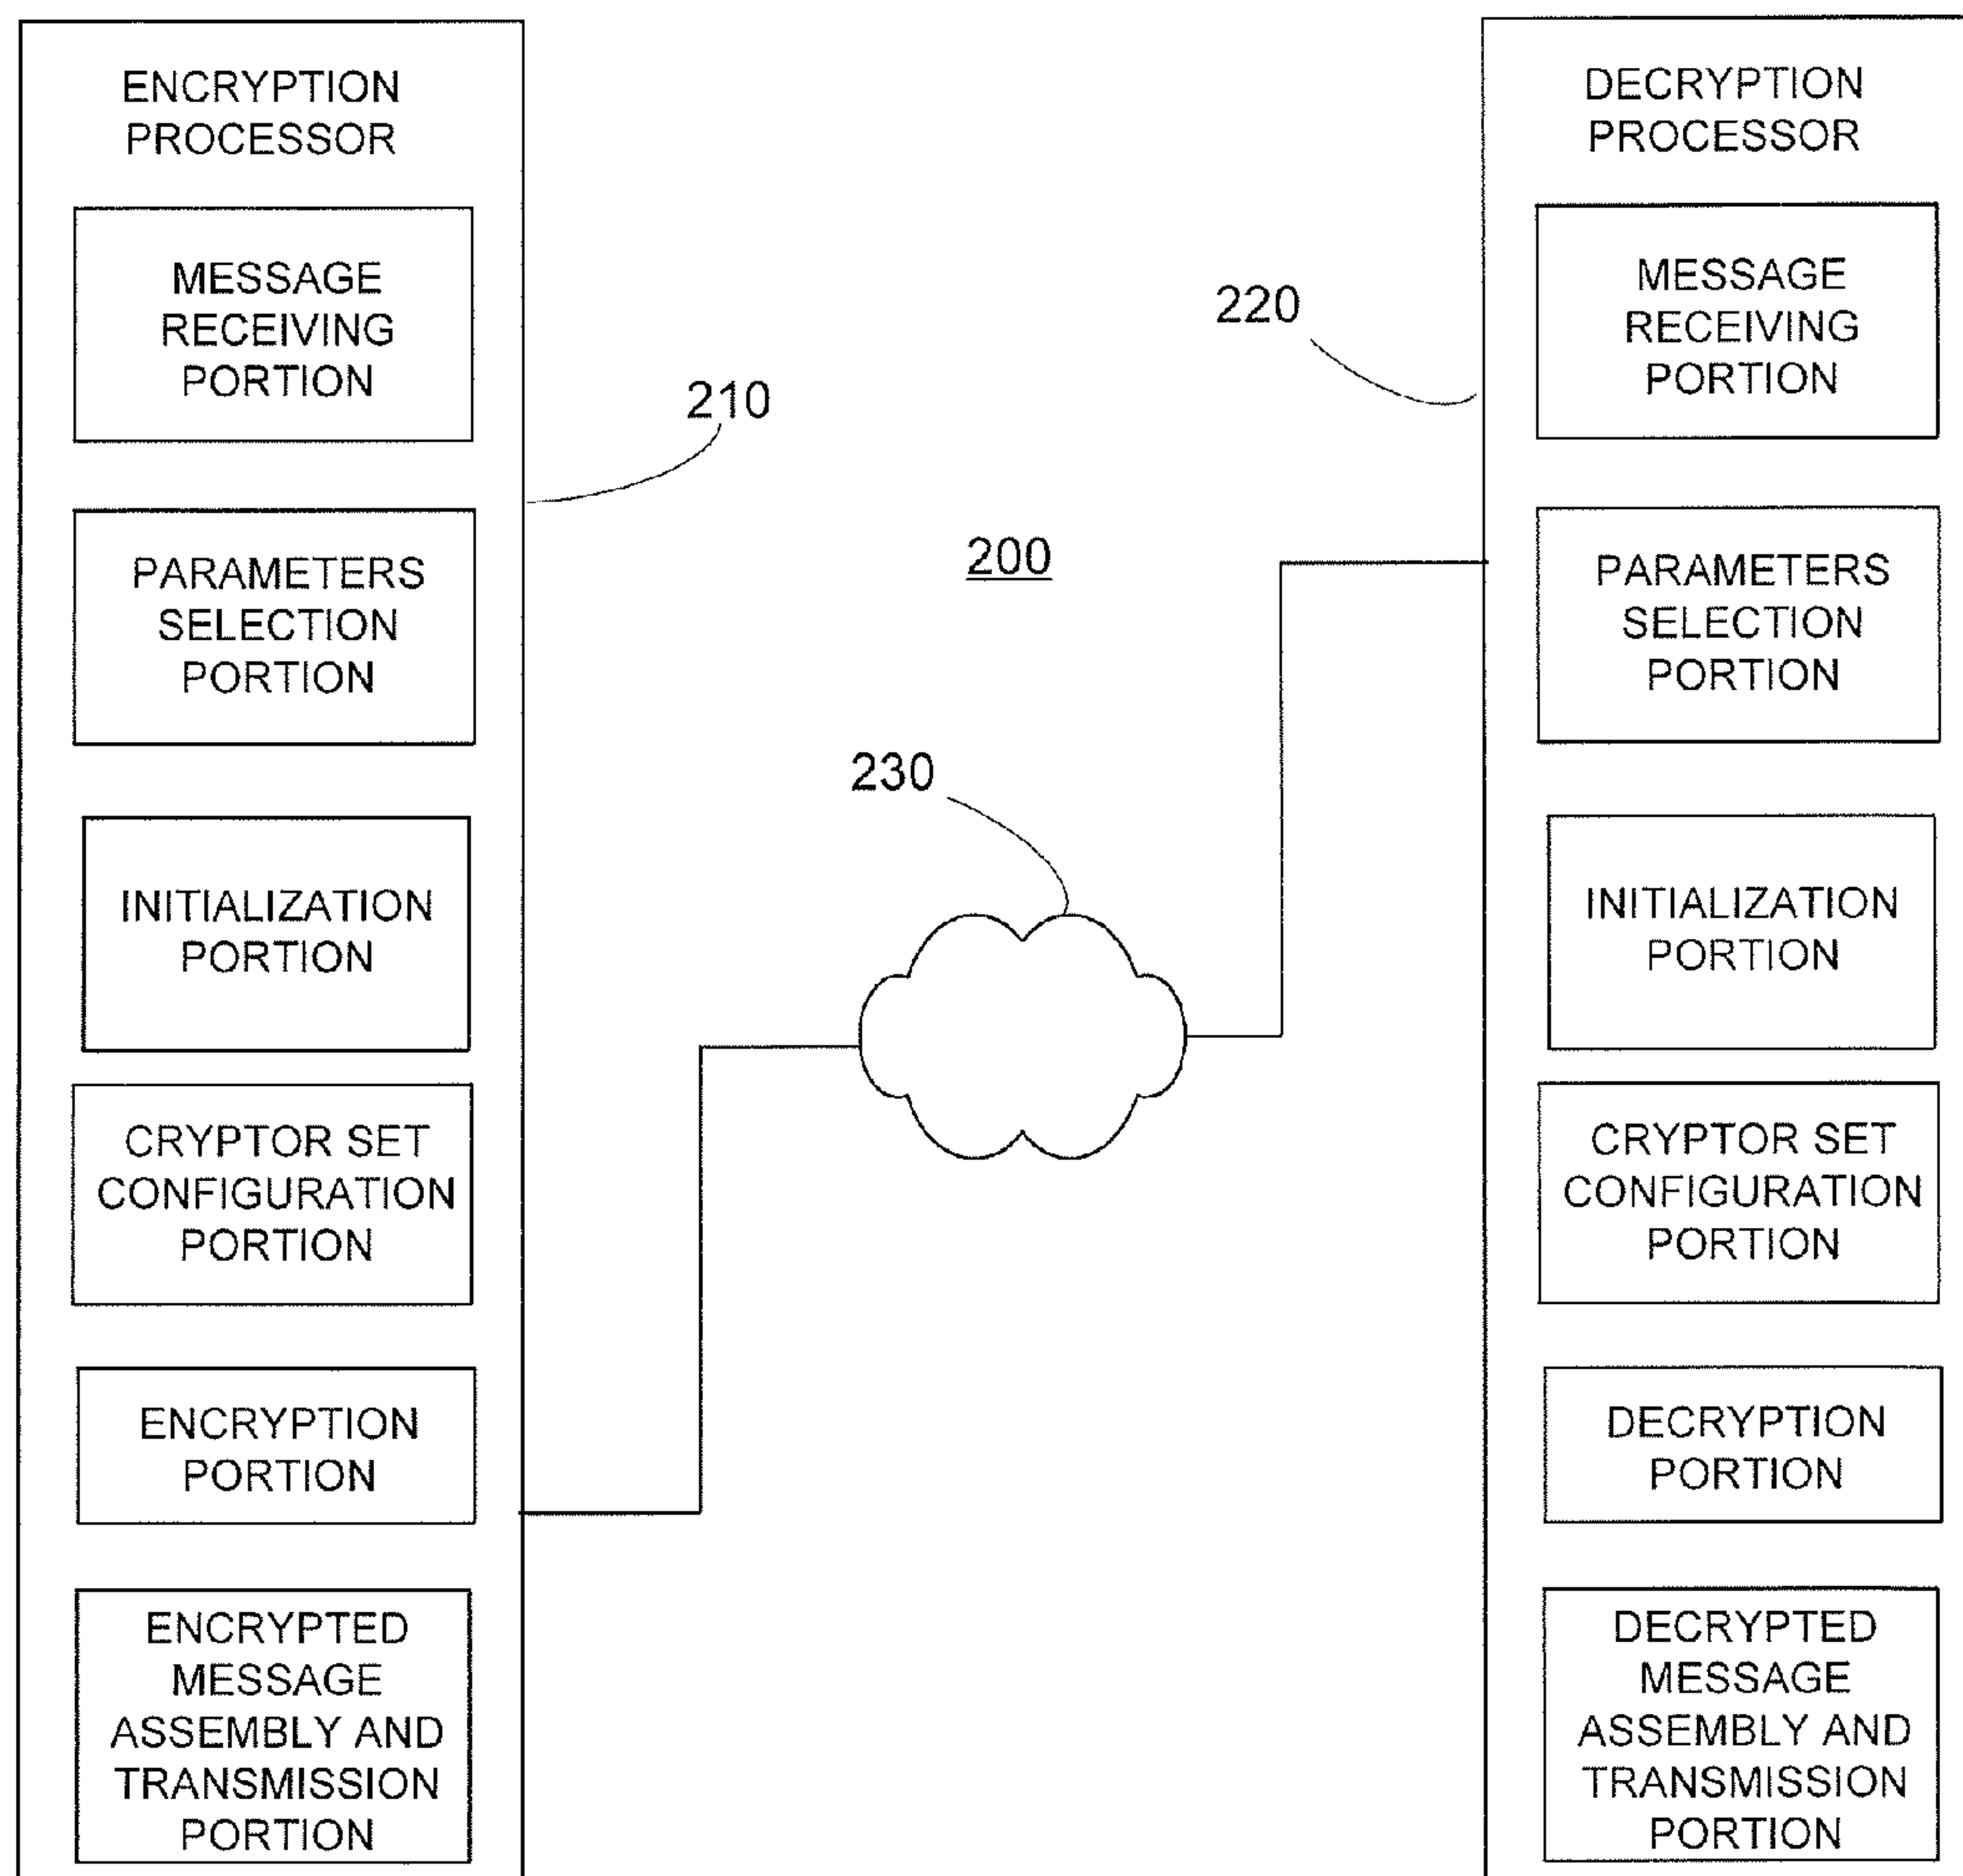 ENCRYPTION
PROCESSOR
MESSAGE
RECEIVING
PORTION
PARAMETERS
SELECTION
PORTION
INITIALIZATION
PORTION
CRYPTOR SET
CONFIGURATION
PORTION
ENCRYPTION
PORTION
ENCRYPTED
MESSAGE
ASSEMBLY AND
TRANSMISSION
PORTION
210
200
230
220
DECRYPTION
PROCESSOR
MESSAGE
RECEIVING
PORTION
PARAMETERS
SELECTION
PORTION
INITIALIZATION
PORTION
CRYPTOR SET
CONFIGURATION
PORTION
DECRYPTION
PORTION
DECRYPTED
MESSAGE
ASSEMBLY AND
TRANSMISSION
PORTION